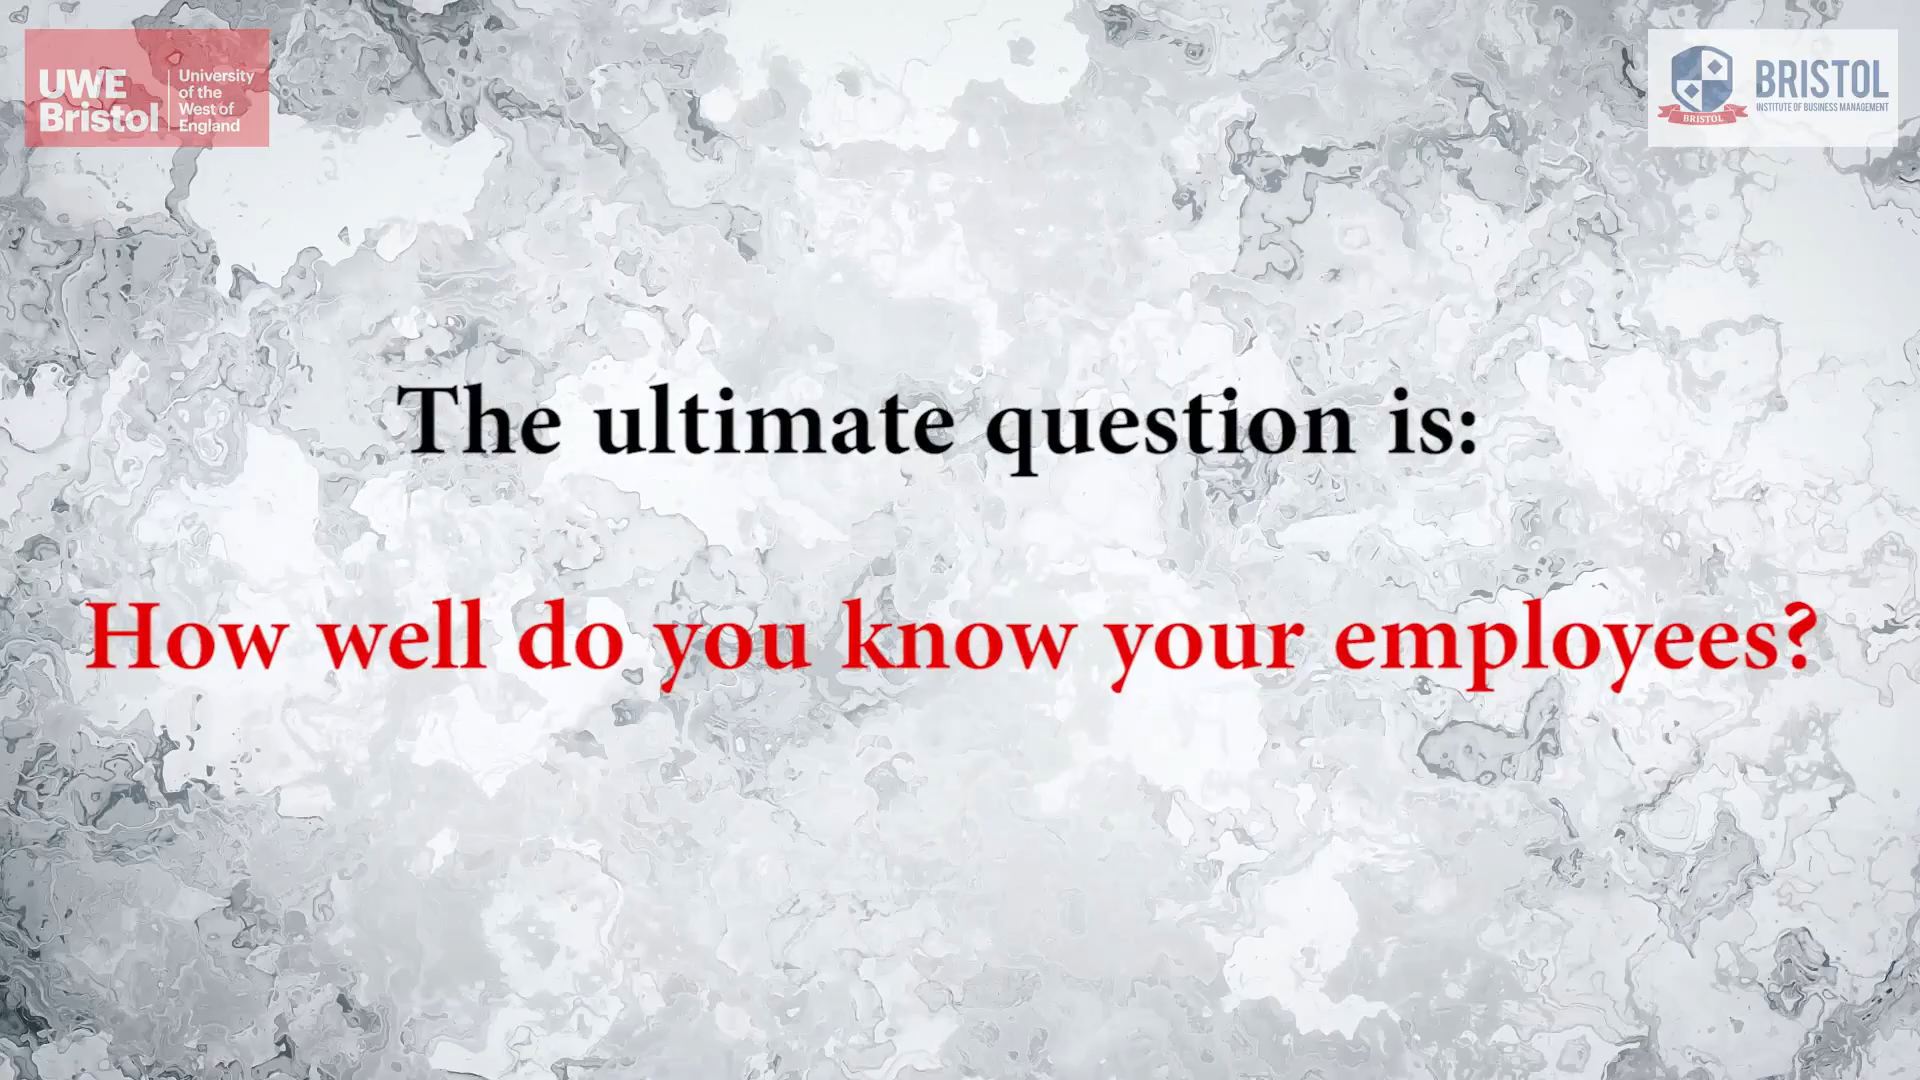 UWE
Bristol
University
of the
West of
England
BRISTOL
BRISTOL
INSTITUTE OF BUSINESS MANAGEMENT
The ultimate question is:
How well do you know your employees?